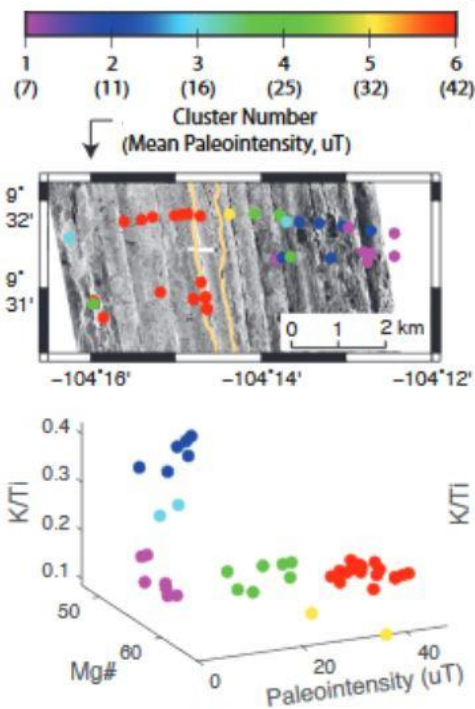 1 2 3 4 5 6
(7) (11) (16) (25) (32) (42)
Cluster Number
(Mean Paleointensity, uT)
9°
32'
9°
31'
0 1 2 km
−104°16' −104°14' −104°12'
0.4
0.3
0.2
0.1
K/Ti
K/Ti
50
60
Mg#
0
20
40
Paleointensity (uT)